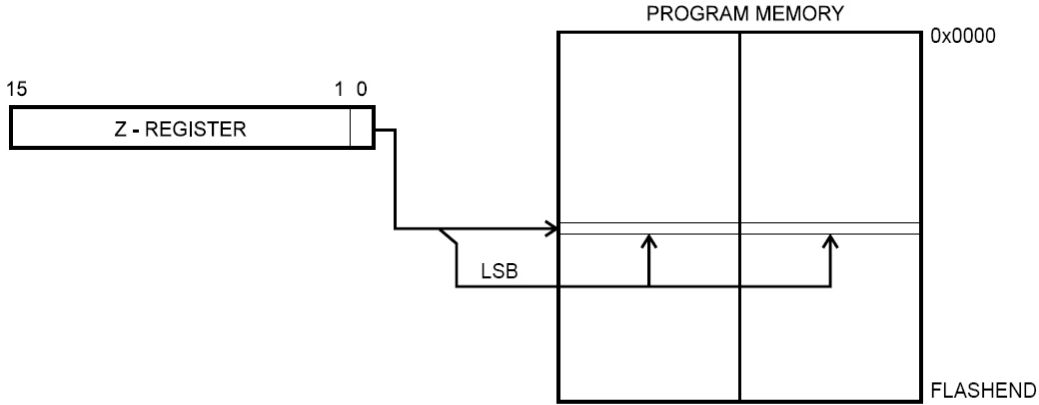 PROGRAM MEMORY
0x0000
15 1 0
Z - REGISTER
LSB
FLASHEND